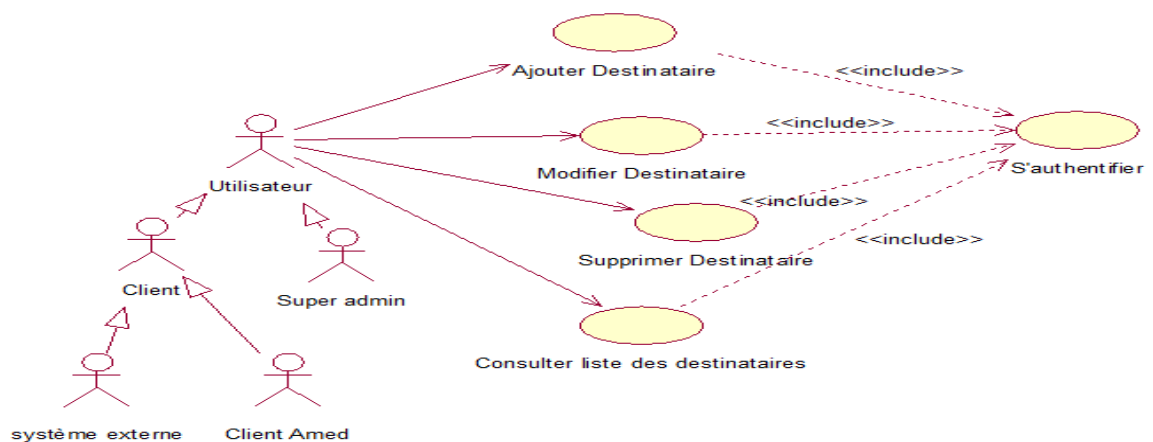 Ajouter Destinataire
<<include>>
<<include>>
Modifier Destinataire
S'authentifier
Utilisateur
<<include>>
<<include>>
Supprimer Destinataire
Client
Super admin
Consulter liste des destinataires
système externe
Client Amed